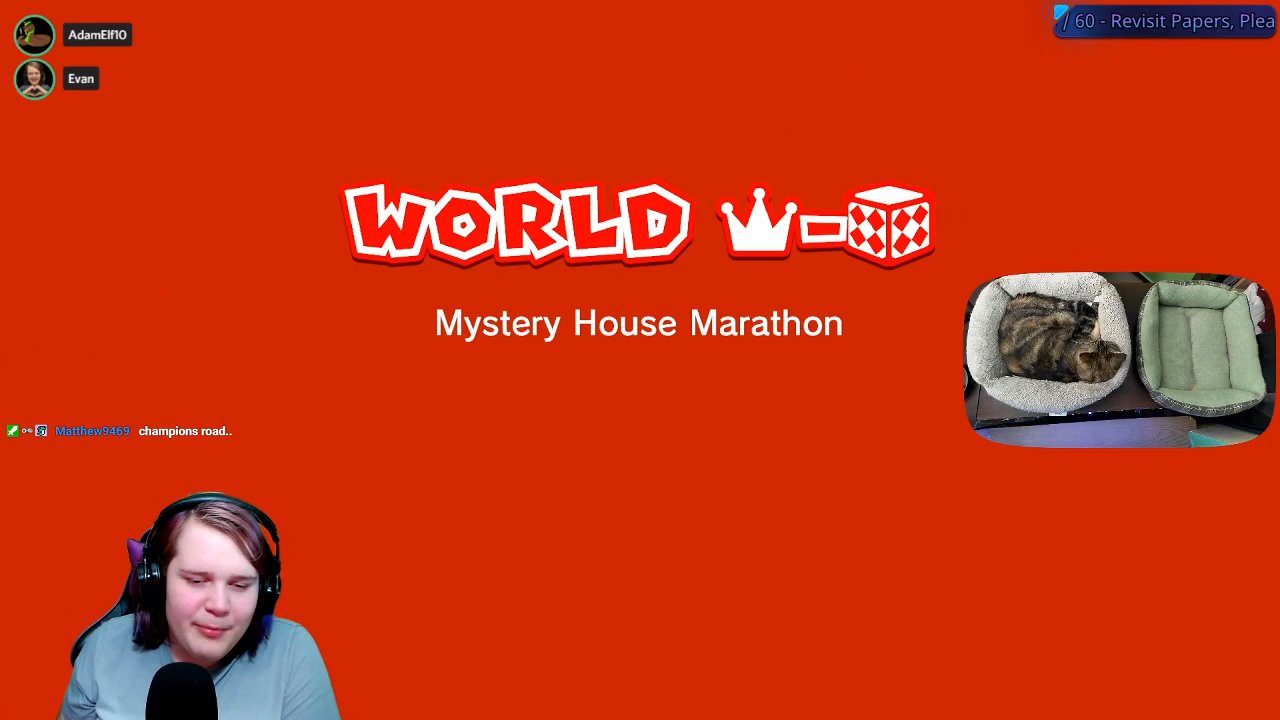 AdamElf10
Evan
/ 60 - Revisit Papers, Plea
WORLD
Mystery House Marathon
Matthew9469 champions road..